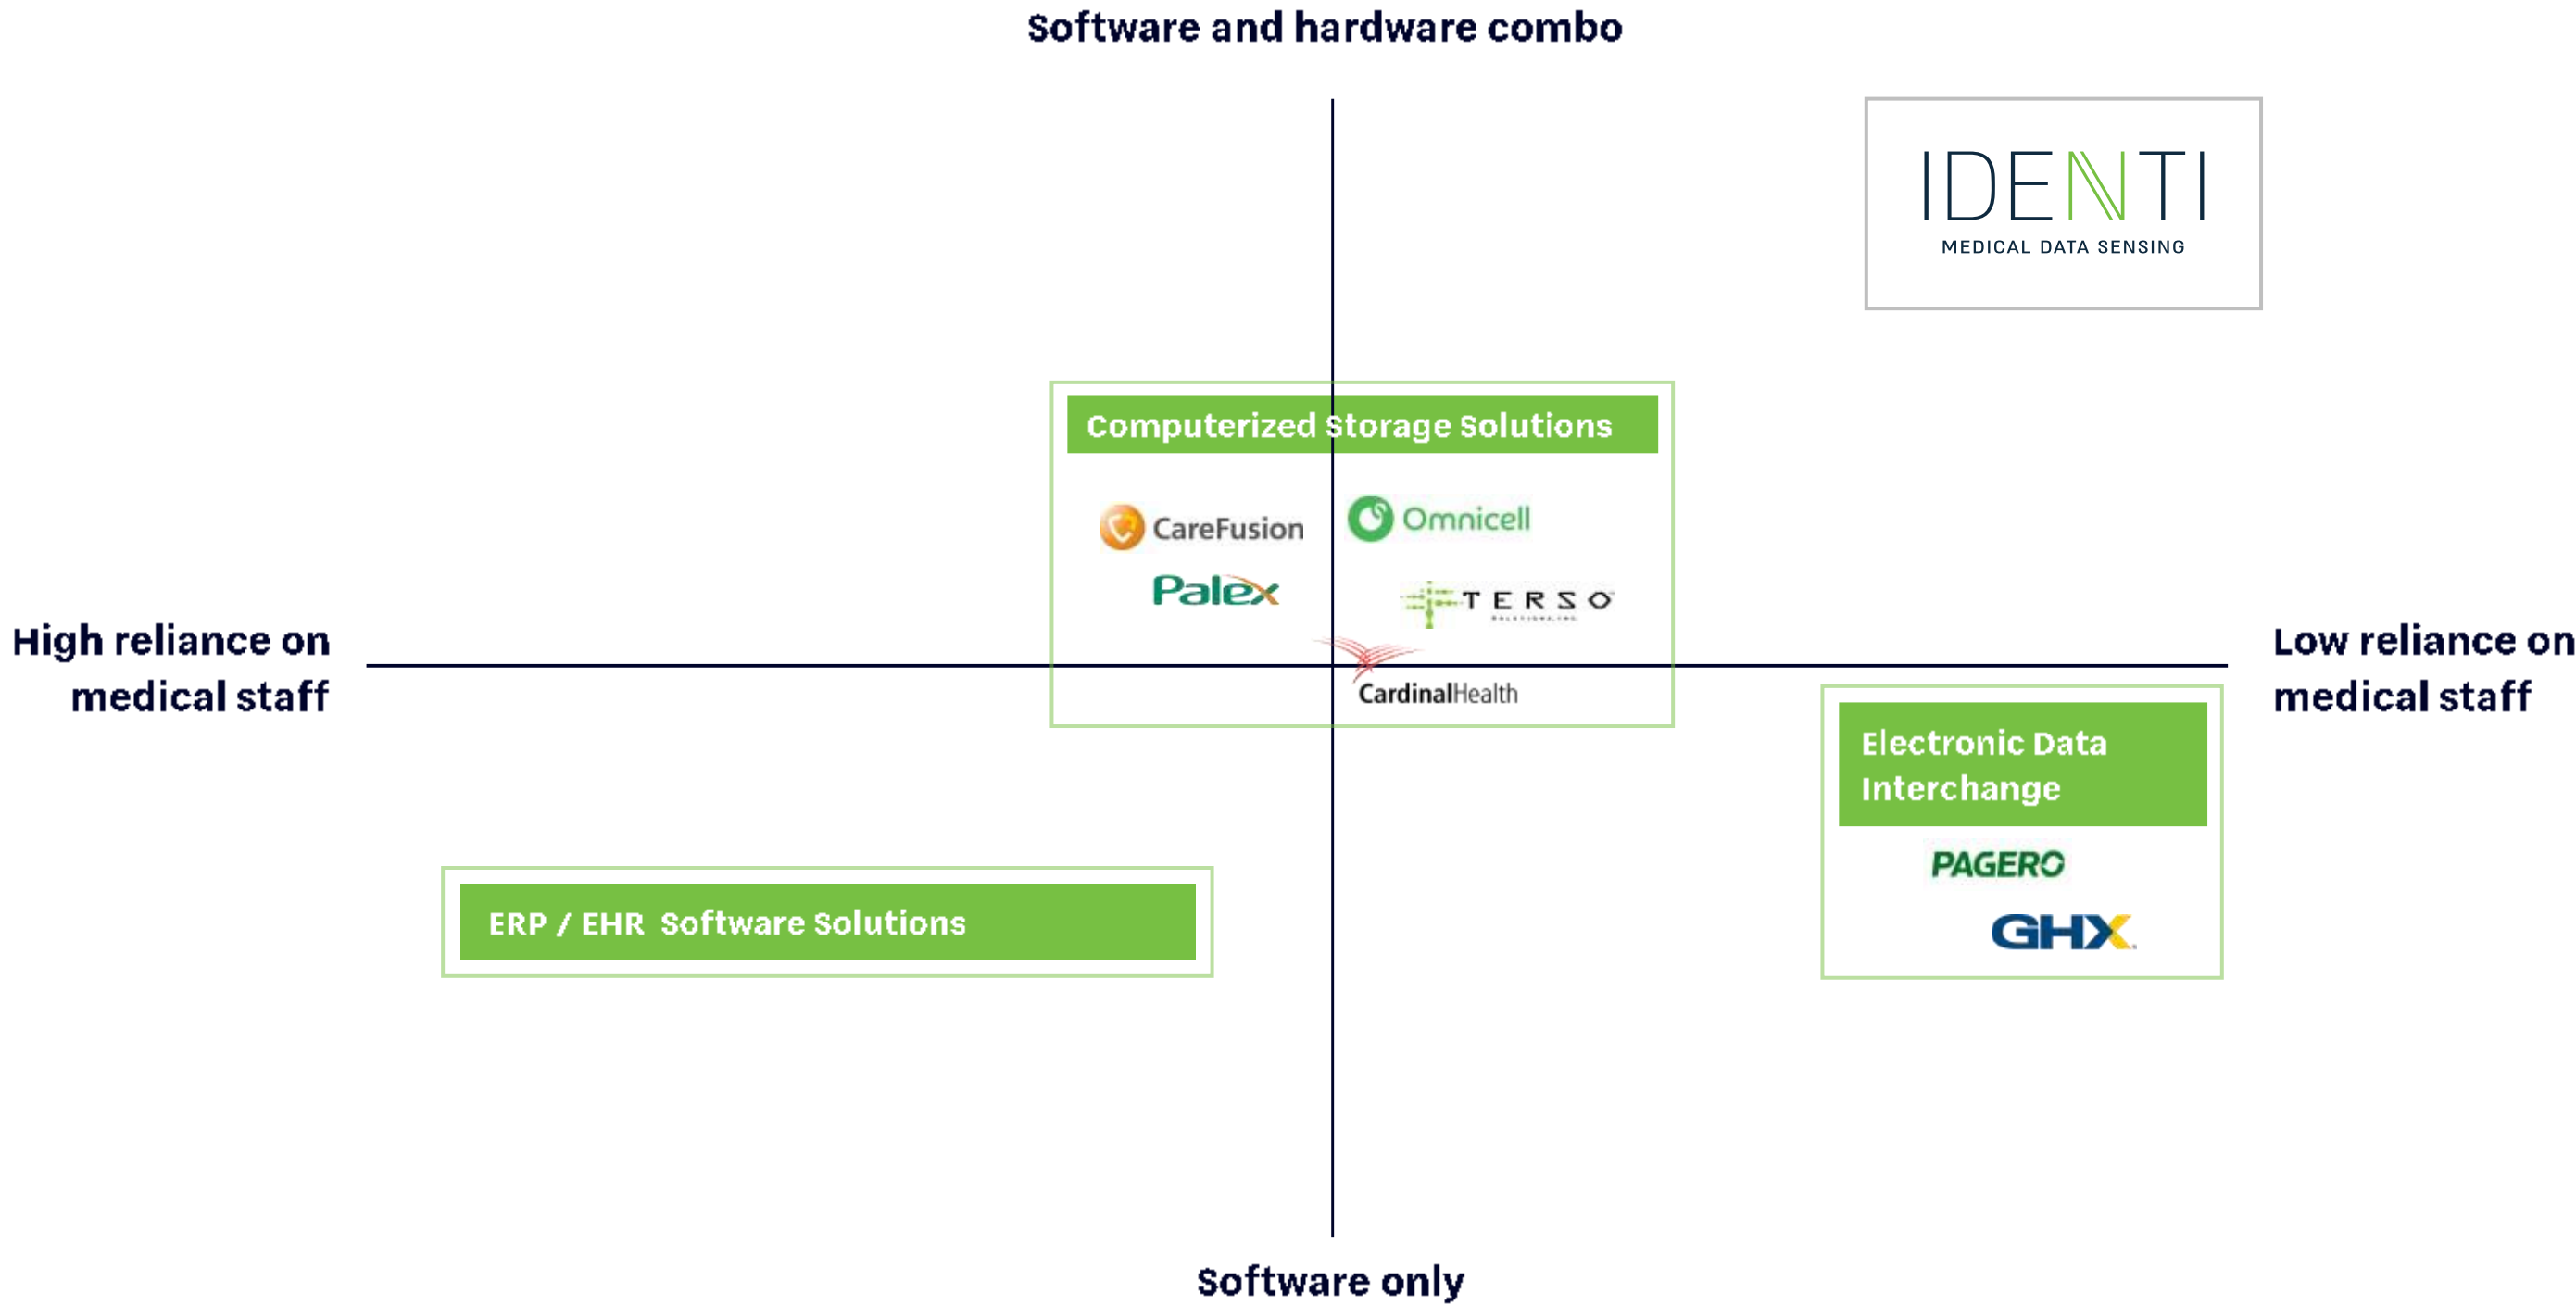 Software and hardware combo
IDENTI
MEDICAL DATA SENSING
Computerized Storage Solutions
CareFusion
Omnicell
Palex
TERSO
CardinalHealth
High reliance on
medical staff
Low reliance on
medical staff
Electronic Data
Interchange
PAGERO
GHX
ERP / EHR Software Solutions
Software only